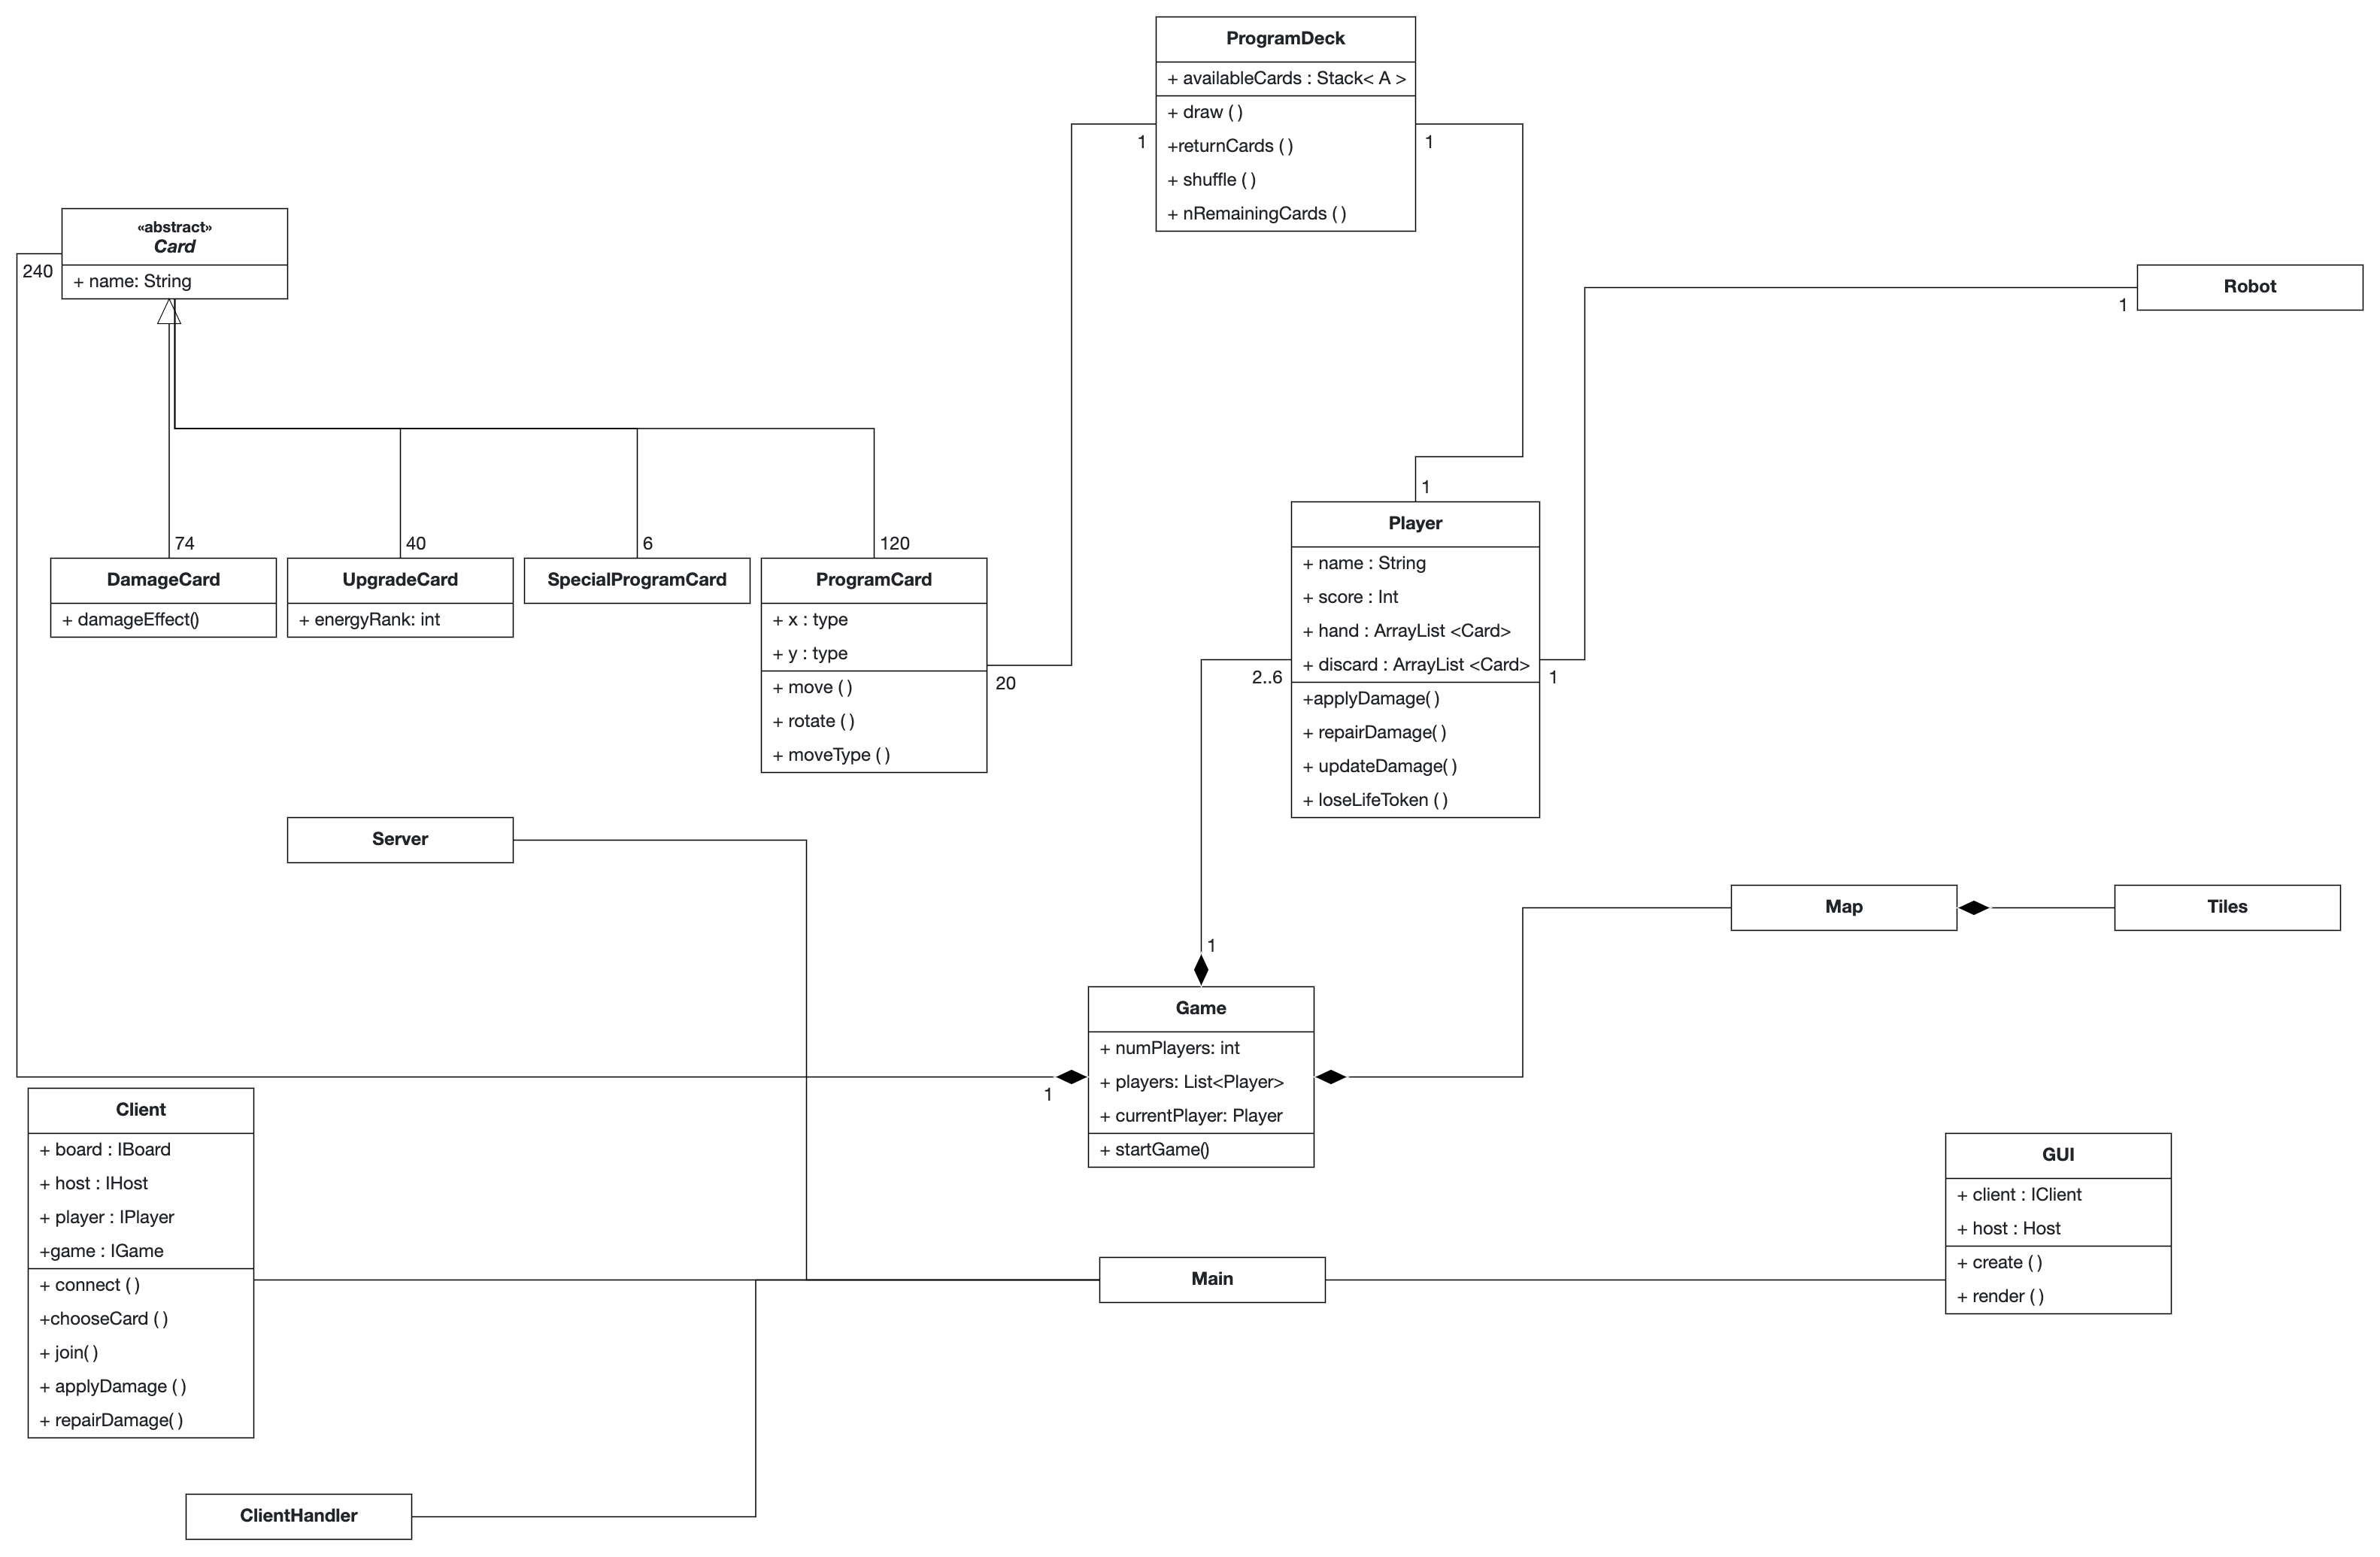 ProgramDeck
+ availableCards : Stack< A >
+ draw ( )
+returnCards ( )
+ shuffle ( )
+ nRemainingCards ( )
1
1
«abstract»
Card
+ name: String
240
Robot
1
74
40
6
120
DamageCard
+ damageEffect()
UpgradeCard
+ energyRank: int
SpecialProgramCard
ProgramCard
+ x : type
+ y : type
+ move ( )
+ rotate ( )
+ moveType ( )
20
1
Player
+ name : String
+ score : Int
+ hand : ArrayList <Card>
+ discard : ArrayList <Card>
+applyDamage( )
+ repairDamage( )
+ updateDamage( )
+ loseLifeToken ( )
2..6
1
Server
Map
Tiles
1
Game
+ numPlayers: int
+ players: List<Player>
+ currentPlayer: Player
+ startGame()
1
Client
+ board : IBoard
+ host : IHost
+ player : IPlayer
+game : IGame
+ connect ( )
+chooseCard ( )
+ join( )
+ applyDamage ( )
+ repairDamage( )
Main
GUI
+ client : IClient
+ host : Host
+ create ( )
+ render ( )
ClientHandler